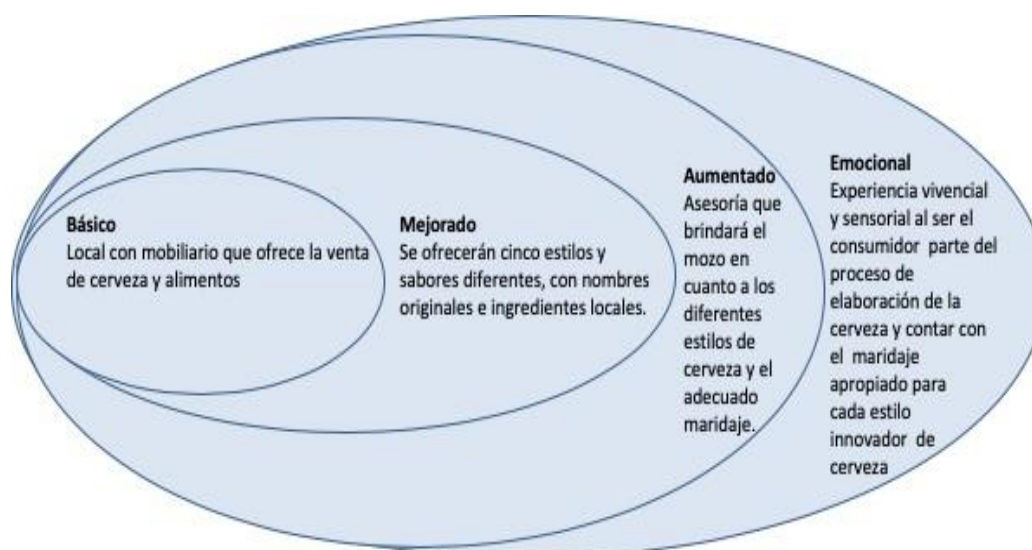 Básico
Local con mobiliario que ofrece la venta
de cerveza y alimentos
Mejorado
Se ofrecerán cinco estilos y
sabores diferentes, con nombres
originales e ingredientes locales.
Aumentado
Asesoría que
brindará el
mozo en
cuanto a los
diferentes
estilos de
cerveza y el
adecuado
maridaje.
Emocional
Experiencia vivencial
y sensorial al ser el
consumidor parte del
proceso de
elaboración de la
cerveza y contar con
el maridaje
apropiado para
cada estilo
innovador de
cerveza